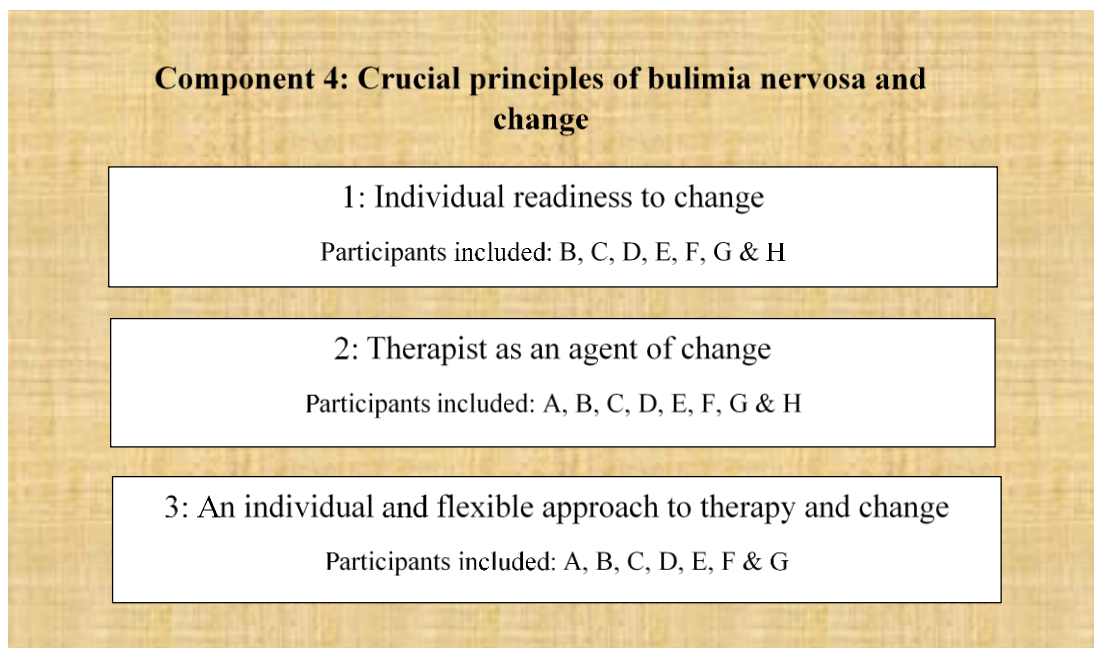 Component 4: Crucial principles of bulimia nervosa and
change
1: Individual readiness to change
Participants included: B, C, D, E, F, G & H
2: Therapist as an agent of change
Participants included: A, B, C, D, E, F, G & H
3: An individual and flexible approach to therapy and change
Participants included: A, B, C, D, E, F & G